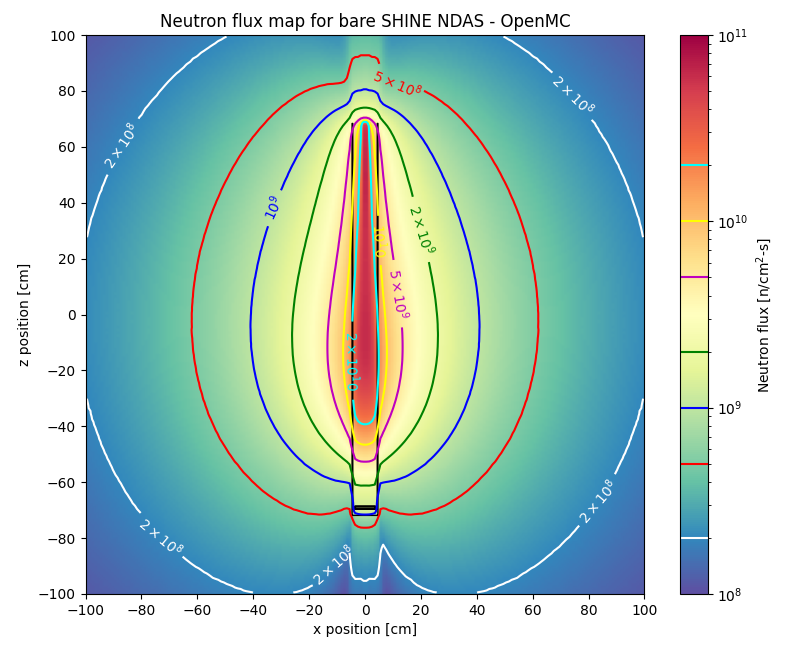 Neutron flux map for bare SHINE NDAS - OpenMC
z position [cm]
100
80
60
40
20
0
−20
−40
−60
−80
−100
−100
−80
−60
−40
−20
0
20
40
60
80
100
x position [cm]
5 × 10⁸
2 × 10⁸
2 × 10⁸
10⁹
2 × 10⁹
5 × 10⁹
2 × 10¹⁰
2 × 10⁸
2 × 10⁸
2 × 10⁸
10¹¹
10¹⁰
10⁹
10⁸
Neutron flux [n/cm²-s]